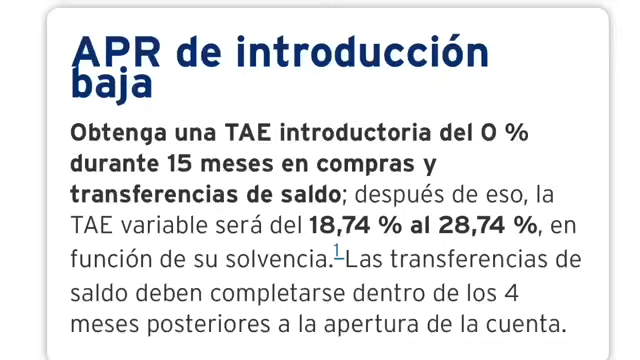 APR de introducción
baja
Obtenga una TAE introductoria del 0 %
durante 15 meses en compras y
transferencias de saldo; después de eso, la
TAE variable será del 18,74 % al 28,74 %, en
función de su solvencia.1 Las transferencias de
saldo deben completarse dentro de los 4
meses posteriores a la apertura de la cuenta.